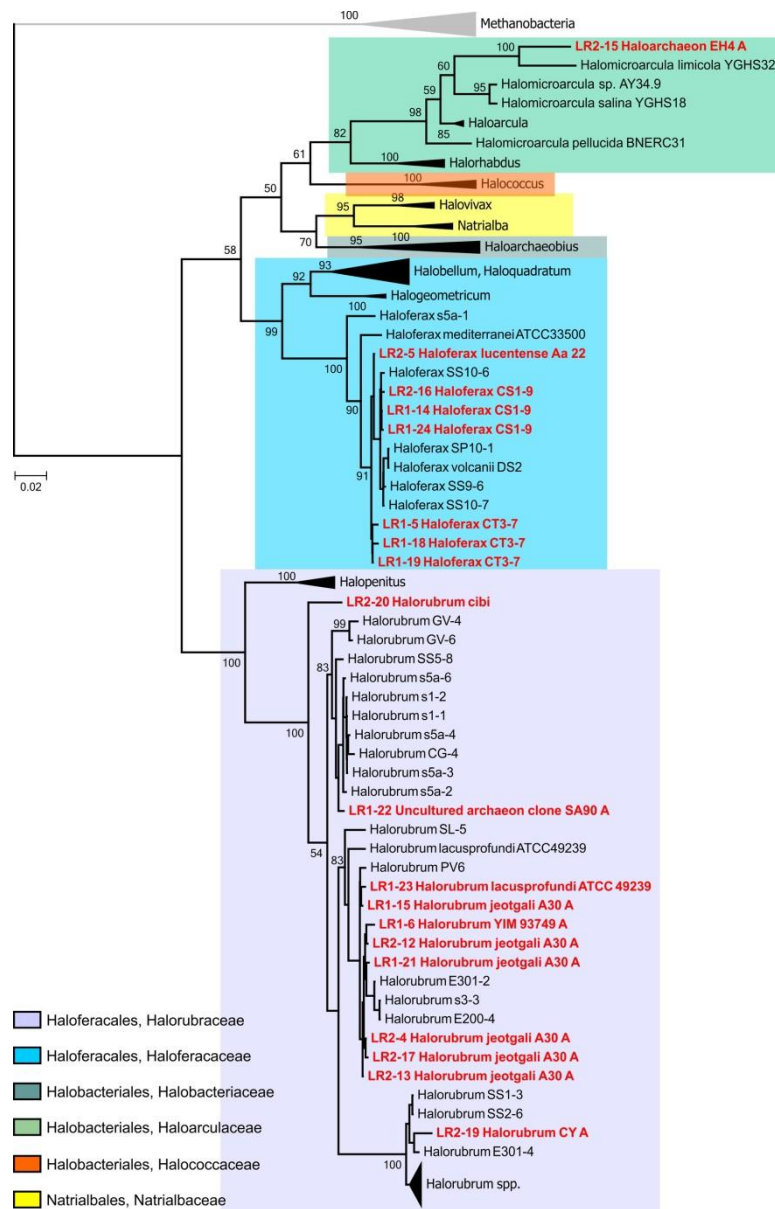 100
Methanobacteria
100
LR2-15 Haloarchaeon EH4 A
Halomicroarcula limicola YGHS32
60
Halomicroarcula sp. AY34.9
95
Halomicroarcula salina YGHS18
59
98
Haloarcula
85
Halomicroarcula pellucida BNERC31
82
100
Halorhabdus
61
100
Halococcus
50
98
Halovivax
95
Natrialba
70
95
100
Haloarchaeobius
58
93
Halobellum, Haloquadratum
92
Halogeometricum
99
100
Haloferax s5a-1
Haloferax mediterranei ATCC33500
100
LR2-5 Haloferax lucentense Aa 22
Haloferax SS10-6
LR2-16 Haloferax CS1-9
90
LR1-14 Haloferax CS1-9
LR1-24 Haloferax CS1-9
Haloferax SP10-1
Haloferax volcanii DS2
91
0.02
Haloferax SS9-6
Haloferax SS10-7
LR1-5 Haloferax CT3-7
LR1-18 Haloferax CT3-7
LR1-19 Haloferax CT3-7
100
Halopenitus
LR2-20 Halorubrum cibi
99
Halorubrum GV-4
Halorubrum GV-6
100
83
Halorubrum SS5-8
Halorubrum s5a-6
Halorubrum s1-2
Halorubrum s1-1
100
Halorubrum s5a-4
Halorubrum CG-4
Halorubrum s5a-3
Halorubrum s5a-2
LR1-22 Uncultured archaeon clone SA90 A
Halorubrum SL-5
54
83
Halorubrum lacusprofundi ATCC49239
Halorubrum PV6
LR1-23 Halorubrum lacusprofundi ATCC 49239
LR1-15 Halorubrum jeotgali A30 A
LR1-6 Halorubrum YIM 93749 A
LR2-12 Halorubrum jeotgali A30 A
LR1-21 Halorubrum jeotgali A30 A
Halorubrum E301-2
Halorubrum s3-3
Halorubrum E200-4
LR2-4 Halorubrum jeotgali A30 A
LR2-17 Halorubrum jeotgali A30 A
LR2-13 Halorubrum jeotgali A30 A
Halorubrum SS1-3
Halorubrum SS2-6
LR2-19 Halorubrum CY A
100
Halorubrum E301-4
Halorubrum spp.
Haloferacales, Halorubraceae
Haloferacales, Haloferacaceae
Halobacteriales, Halobacteriaceae
Halobacteriales, Haloarculaceae
Halobacteriales, Halococcaceae
Natrialbales, Natrialbaceae